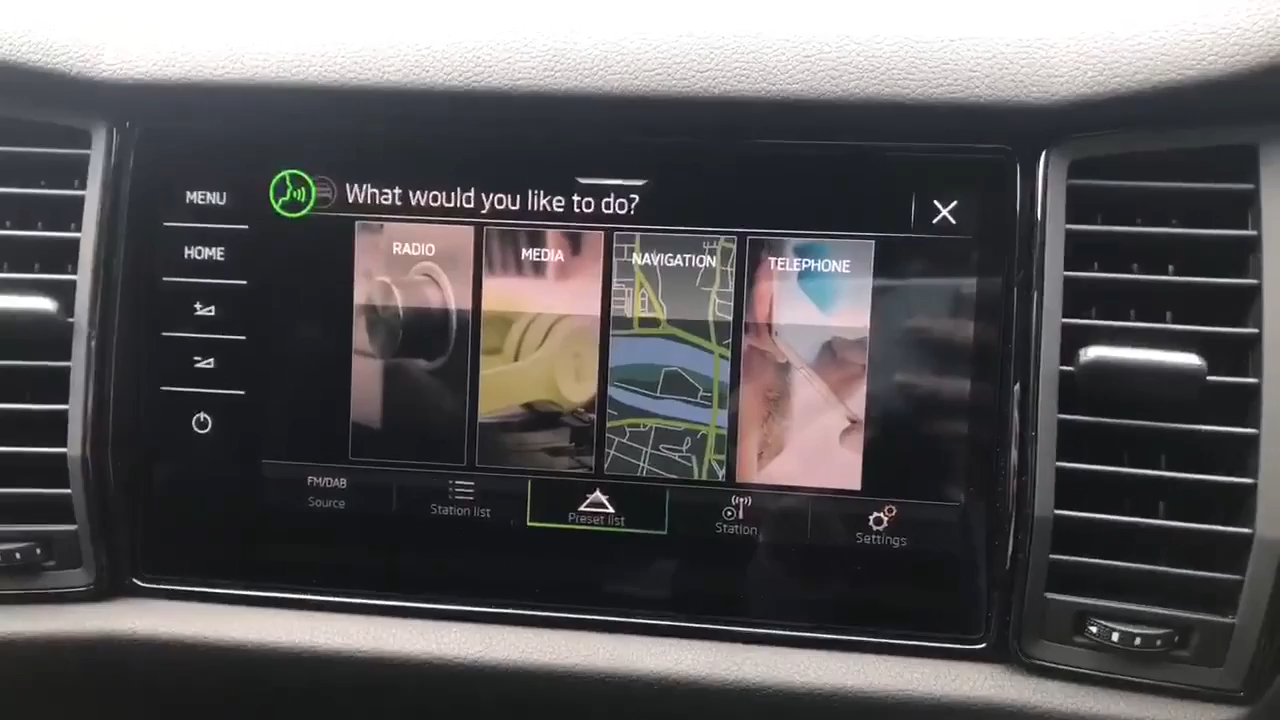 MENU
HOME
What would you like to do?
RADIO
MEDIA
NAVIGATION
TELEPHONE
FM/DAB
Source
Station list
Preset list
Station
Settings